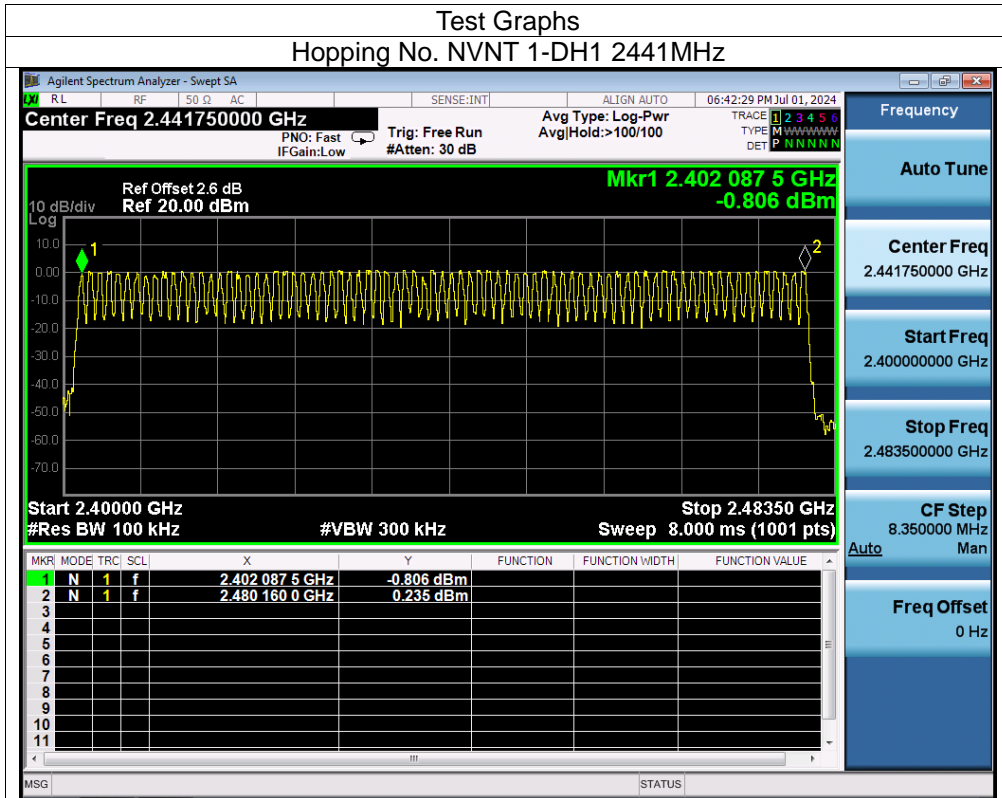 Test Graphs
Hopping No. NVNT 1-DH1 2441MHz
Agilent Spectrum Analyzer - Swept SA
LXI RL RF 50 Ω AC SENSE:INT ALIGN AUTO 06:42:29 PM Jul 01, 2024
Center Freq 2.441750000 GHz
PNO: Fast
IFGain:Low
Trig: Free Run
#Atten: 30 dB
Avg Type: Log-Pwr
Avg|Hold:>100/100
TRACE 1 2 3 4 5 6
TYPE M WWWWW
DET P N N N N N
Frequency
Mkr1 2.402 087 5 GHz
-0.806 dBm
Ref Offset 2.6 dB
10 dB/div Ref 20.00 dBm
Log
10.0
0.00
-10.0
-20.0
-30.0
-40.0
-50.0
-60.0
-70.0
1
2
Start 2.40000 GHz Stop 2.48350 GHz
#Res BW 100 kHz #VBW 300 kHz Sweep 8.000 ms (1001 pts)
MKR MODE TRC SCL X Y FUNCTION FUNCTION WIDTH FUNCTION VALUE
1 N 1 f 2.402 087 5 GHz -0.806 dBm
2 N 1 f 2.480 160 0 GHz 0.235 dBm
3
4
5
6
7
8
9
10
11
Auto Tune
Center Freq
2.441750000 GHz
Start Freq
2.400000000 GHz
Stop Freq
2.483500000 GHz
CF Step
8.350000 MHz
Auto Man
Freq Offset
0 Hz
MSG STATUS